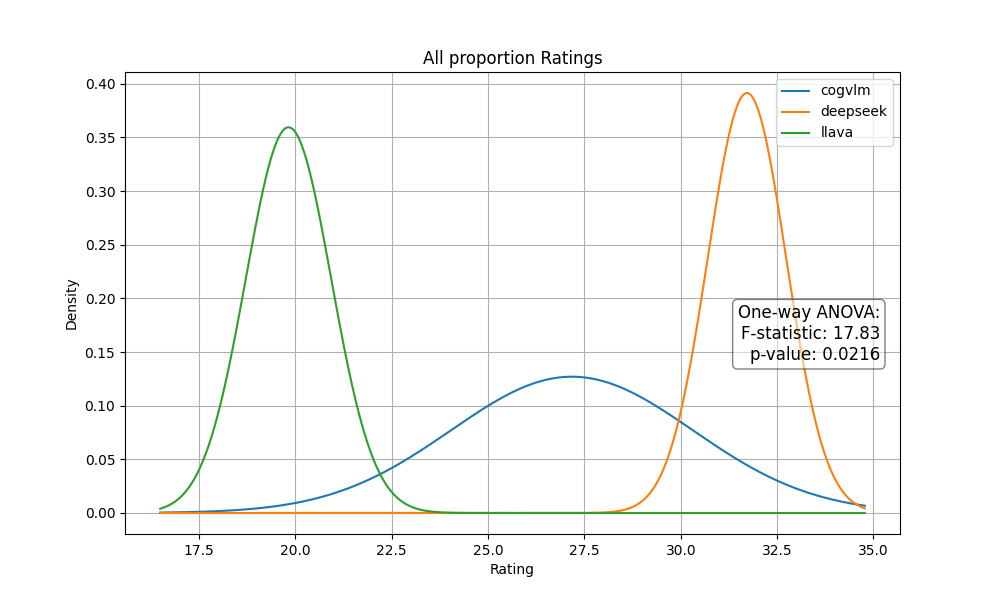 All proportion Ratings
cogvlm
deepseek
llava
One-way ANOVA:
F-statistic: 17.83
p-value: 0.0216
Density
0.40
0.35
0.30
0.25
0.20
0.15
0.10
0.05
0.00
17.5 20.0 22.5 25.0 27.5 30.0 32.5 35.0
Rating